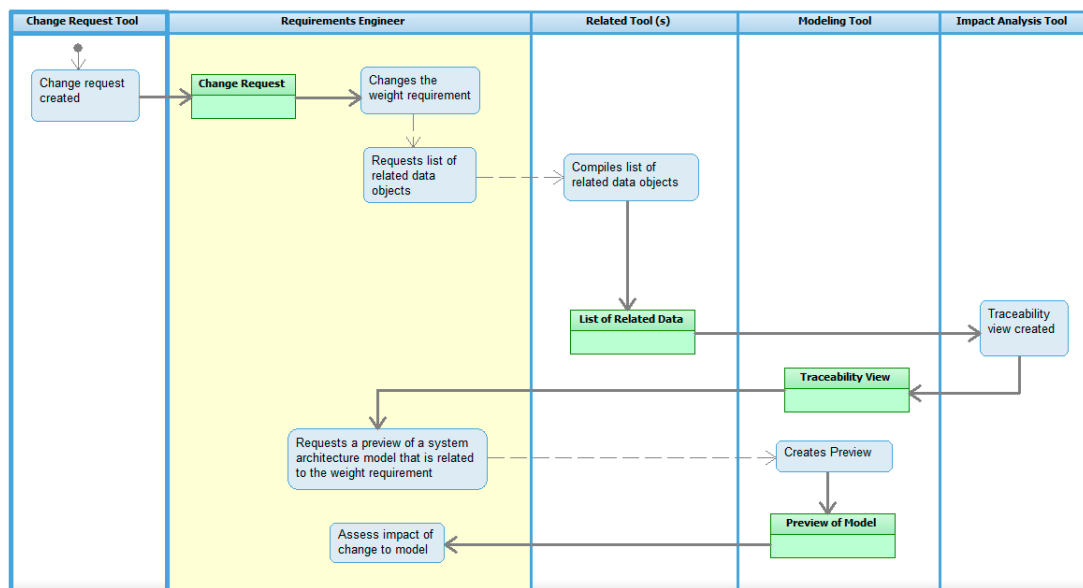 Change Request Tool
Requirements Engineer
Related Tool (s)
Modeling Tool
Impact Analysis Tool
Change request
created
Change Request
Changes the
weight requirement
Requests list of
related data
objects
Compiles list of
related data objects
List of Related Data
Traceability
view created
Traceability View
Requests a preview of a system
architecture model that is related
to the weight requirement
Creates Preview
Preview of Model
Assess impact of
change to model